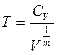 T = C_V / V^{1/m}